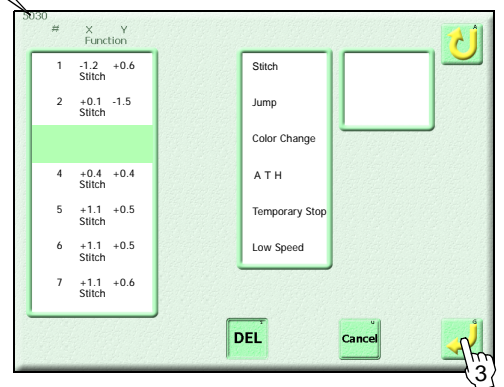 5030
# X Y
Function
1 -1.2 +0.6
Stitch
2 +0.1 -1.5
Stitch
4 +0.4 +0.4
Stitch
5 +1.1 +0.5
Stitch
6 +1.1 +0.5
Stitch
7 +1.1 +0.6
Stitch
Stitch
Jump
Color Change
A T H
Temporary Stop
Low Speed
A
DEL
U
Cancel
G
3